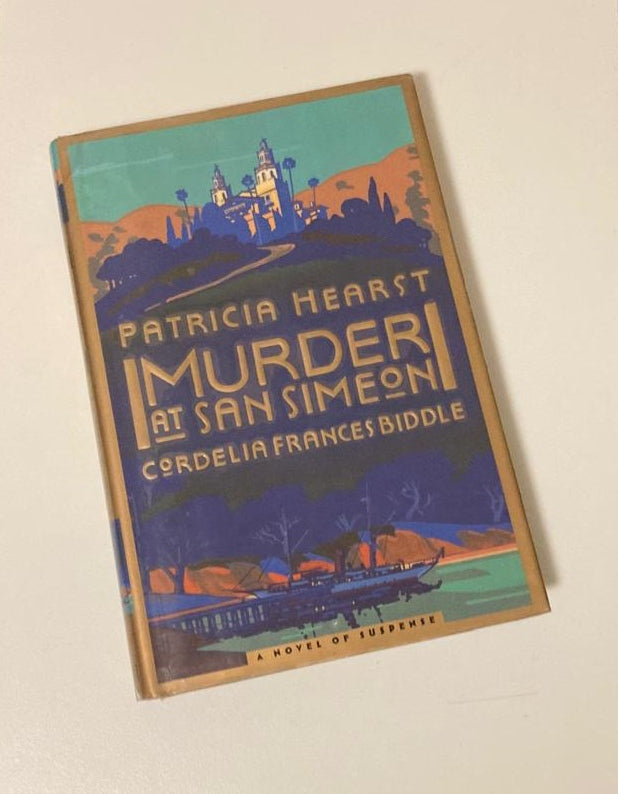 PATRICIA HEARST
MURDER
AT SAN SIMEON
CORDELIA FRANCES BIDDLE
A NOVEL OF SUSPENSE